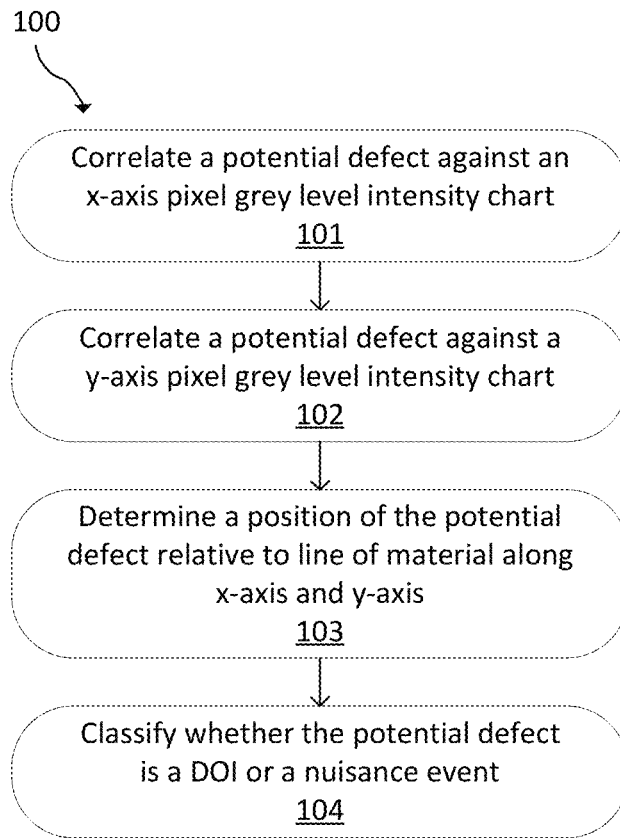 100
Correlate a potential defect against an
x-axis pixel grey level intensity chart
101
Correlate a potential defect against a
y-axis pixel grey level intensity chart
102
Determine a position of the potential
defect relative to line of material along
x-axis and y-axis
103
Classify whether the potential defect
is a DOI or a nuisance event
104